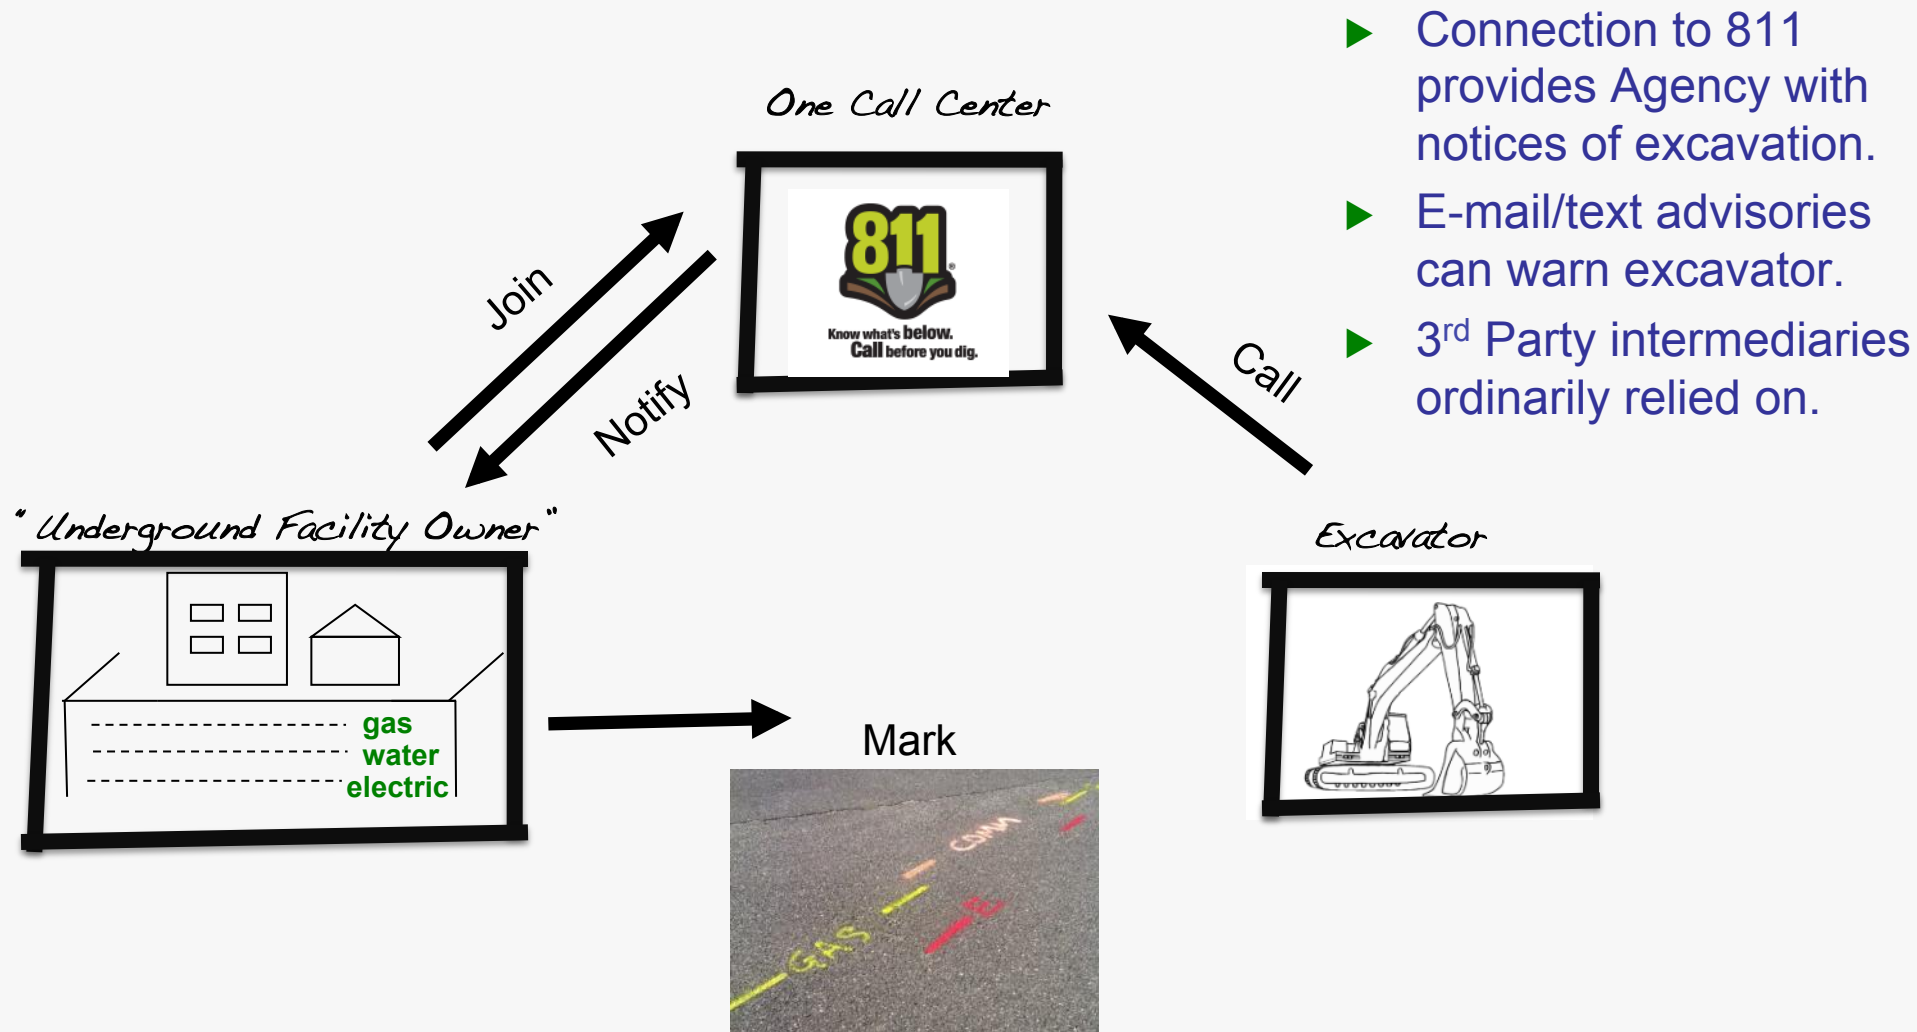 Connection to 811
provides Agency with
notices of excavation.
E-mail/text advisories
can warn excavator.
3rd Party intermediaries
ordinarily relied on.
One Call Center
811
®
Know what's below.
Call before you dig.
Join
Notify
Call
"Underground Facility Owner"
gas
water
electric
Mark
COMM
E
GAS
Excavator